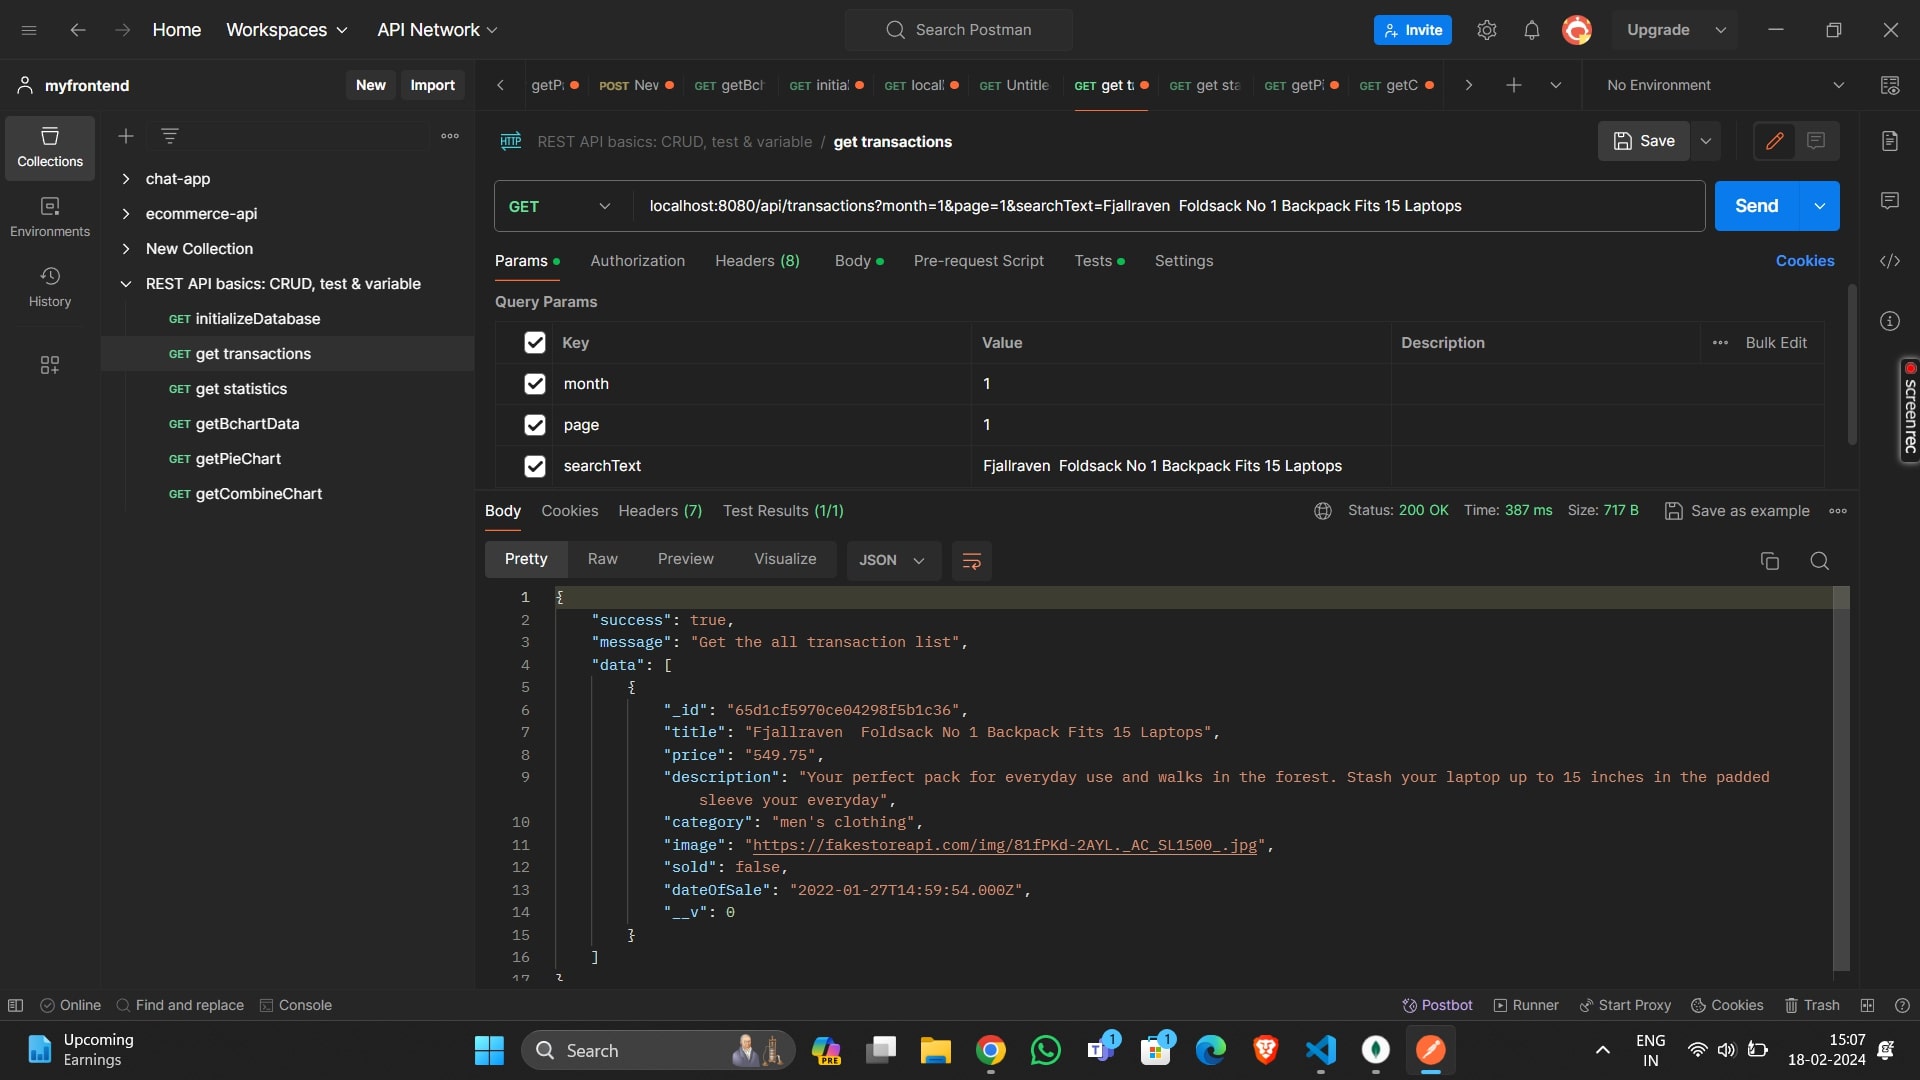 Home Workspaces API Network Search Postman Invite Upgrade
myfrontend New Import getPi POST New GET getBch GET initial GET local GET Untitle GET get tr GET get sta GET getPi GET getC No Environment
Collections
Environments
History
chat-app
ecommerce-api
New Collection
REST API basics: CRUD, test & variable
GET initializeDatabase
GET get transactions
GET get statistics
GET getBchartData
GET getPieChart
GET getCombineChart
HTTP REST API basics: CRUD, test & variable / get transactions Save
GET localhost:8080/api/transactions?month=1&page=1&searchText=Fjallraven  Foldsack No 1 Backpack Fits 15 Laptops Send
Params Authorization Headers (8) Body Pre-request Script Tests Settings Cookies
Query Params
Key Value Description Bulk Edit
month 1
page 1
searchText Fjallraven  Foldsack No 1 Backpack Fits 15 Laptops
Body Cookies Headers (7) Test Results (1/1) Status: 200 OK Time: 387 ms Size: 717 B Save as example
Pretty Raw Preview Visualize JSON
1 {
2 "success": true,
3 "message": "Get the all transaction list",
4 "data": [
5 {
6 "_id": "65d1cf5970ce04298f5b1c36",
7 "title": "Fjallraven  Foldsack No 1 Backpack Fits 15 Laptops",
8 "price": "549.75",
9 "description": "Your perfect pack for everyday use and walks in the forest. Stash your laptop up to 15 inches in the padded
sleeve your everyday",
10 "category": "men's clothing",
11 "image": "https://fakestoreapi.com/img/81fPKd-2AYL._AC_SL1500_.jpg",
12 "sold": false,
13 "dateOfSale": "2022-01-27T14:59:54.000Z",
14 "__v": 0
15 }
16 ]
17 }
screenrec
Online Find and replace Console Postbot Runner Start Proxy Cookies Trash
Upcoming
Earnings
Search
PRE
1
1
ENG
IN
15:07
18-02-2024